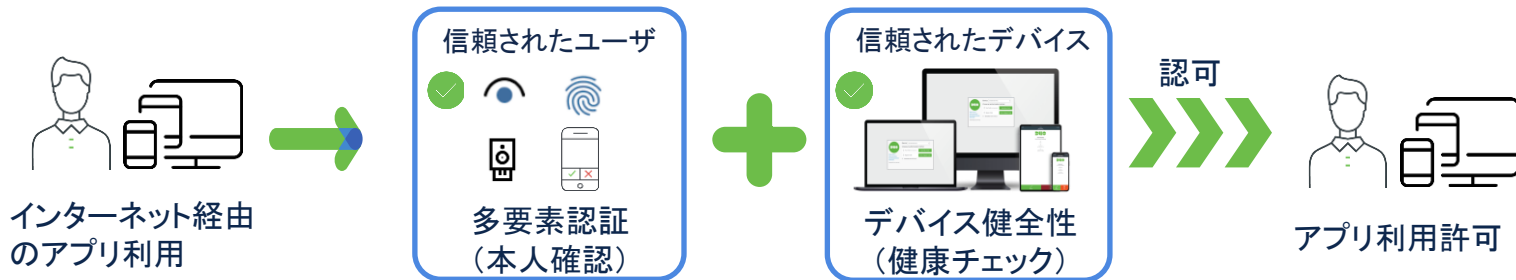 インターネット経由
のアプリ利用
信頼されたユーザ
多要素認証
（本人確認）
信頼されたデバイス
デバイス健全性
（健康チェック）
認可
アプリ利用許可